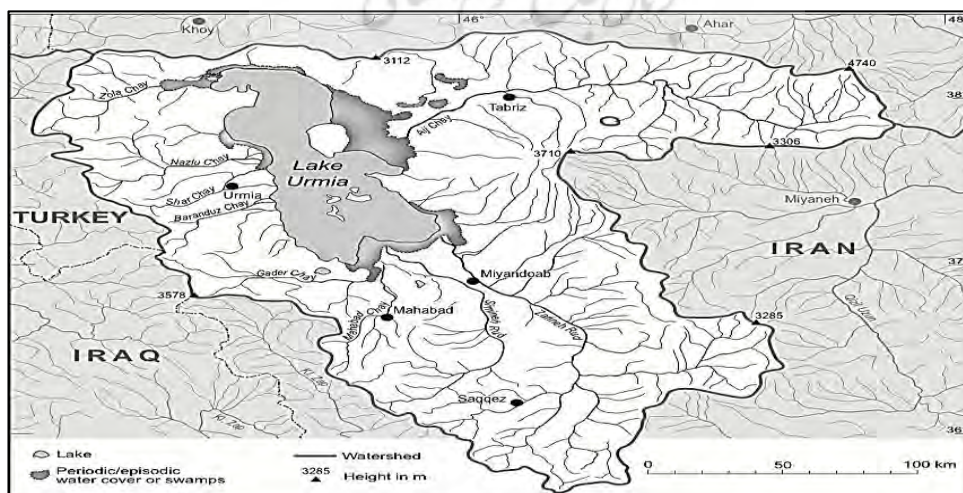 46°
48
Khoy
Ahar
3112
4740
38
Zola Chay
Tabriz
Aji Chay
3306
3710
Nazlu Chay
Lake
Urmia
Shar Chay
Urmia
Baranduz Chay
TURKEY
Miyaneh
IRAN
37
Gader Chay
Miyandoab
3578
Mahabad Chay
Mahabad
Zarineh Rud
3285
IRAQ
Saqqez
36
Lake
Periodic/episodic
water cover or swamps
Watershed
3285
Height in m
0
50
100 km